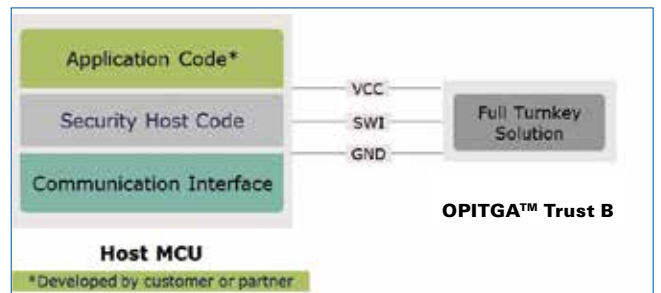 Application Code*
Security Host Code
Communication Interface
Host MCU
*Developed by customer or partner
VCC
SWI
GND
Full Turnkey
Solution
OPITGA™ Trust B